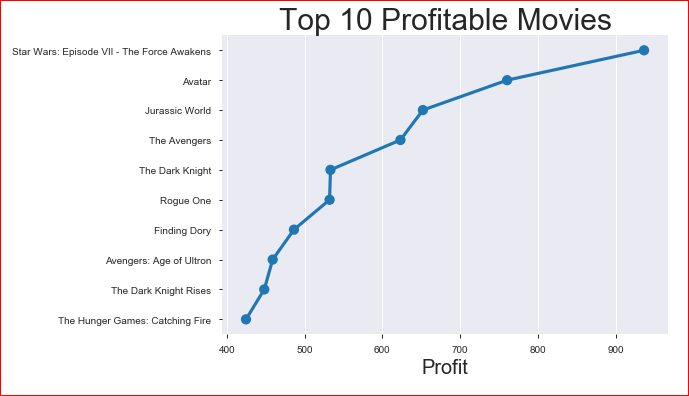 Top 10 Profitable Movies
Star Wars: Episode VII - The Force Awakens
Avatar
Jurassic World
The Avengers
The Dark Knight
Rogue One
Finding Dory
Avengers: Age of Ultron
The Dark Knight Rises
The Hunger Games: Catching Fire
400 500 600 700 800 900
Profit